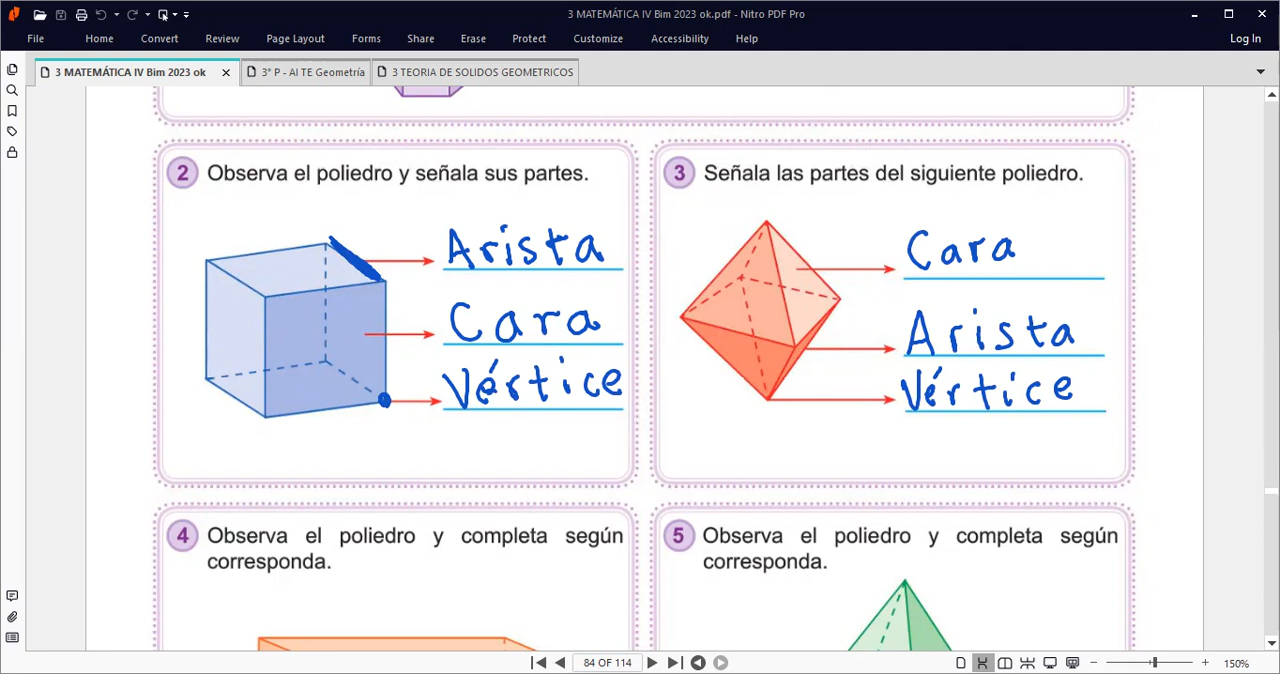 3 MATEMÁTICA IV Bim 2023 ok.pdf - Nitro PDF Pro
File Home Convert Review Page Layout Forms Share Erase Protect Customize Accessibility Help Log In
3 MATEMÁTICA IV Bim 2023 ok
3° P - AI TE Geometría
3 TEORIA DE SOLIDOS GEOMETRICOS
2 Observa el poliedro y señala sus partes.
Arista
Cara
Vértice
3 Señala las partes del siguiente poliedro.
Cara
Arista
Vértice
4 Observa el poliedro y completa según
corresponda.
5 Observa el poliedro y completa según
corresponda.
84 OF 114
150%